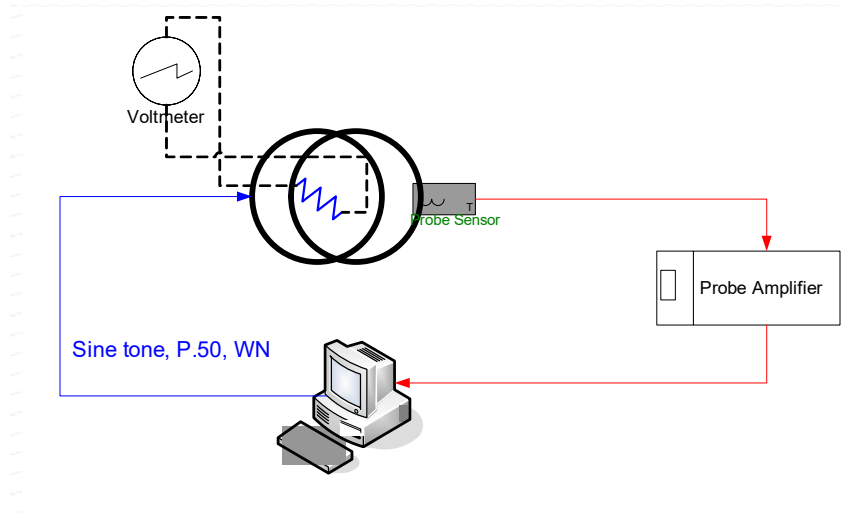 Voltmeter
T
Probe Sensor
Probe Amplifier
Sine tone, P.50, WN